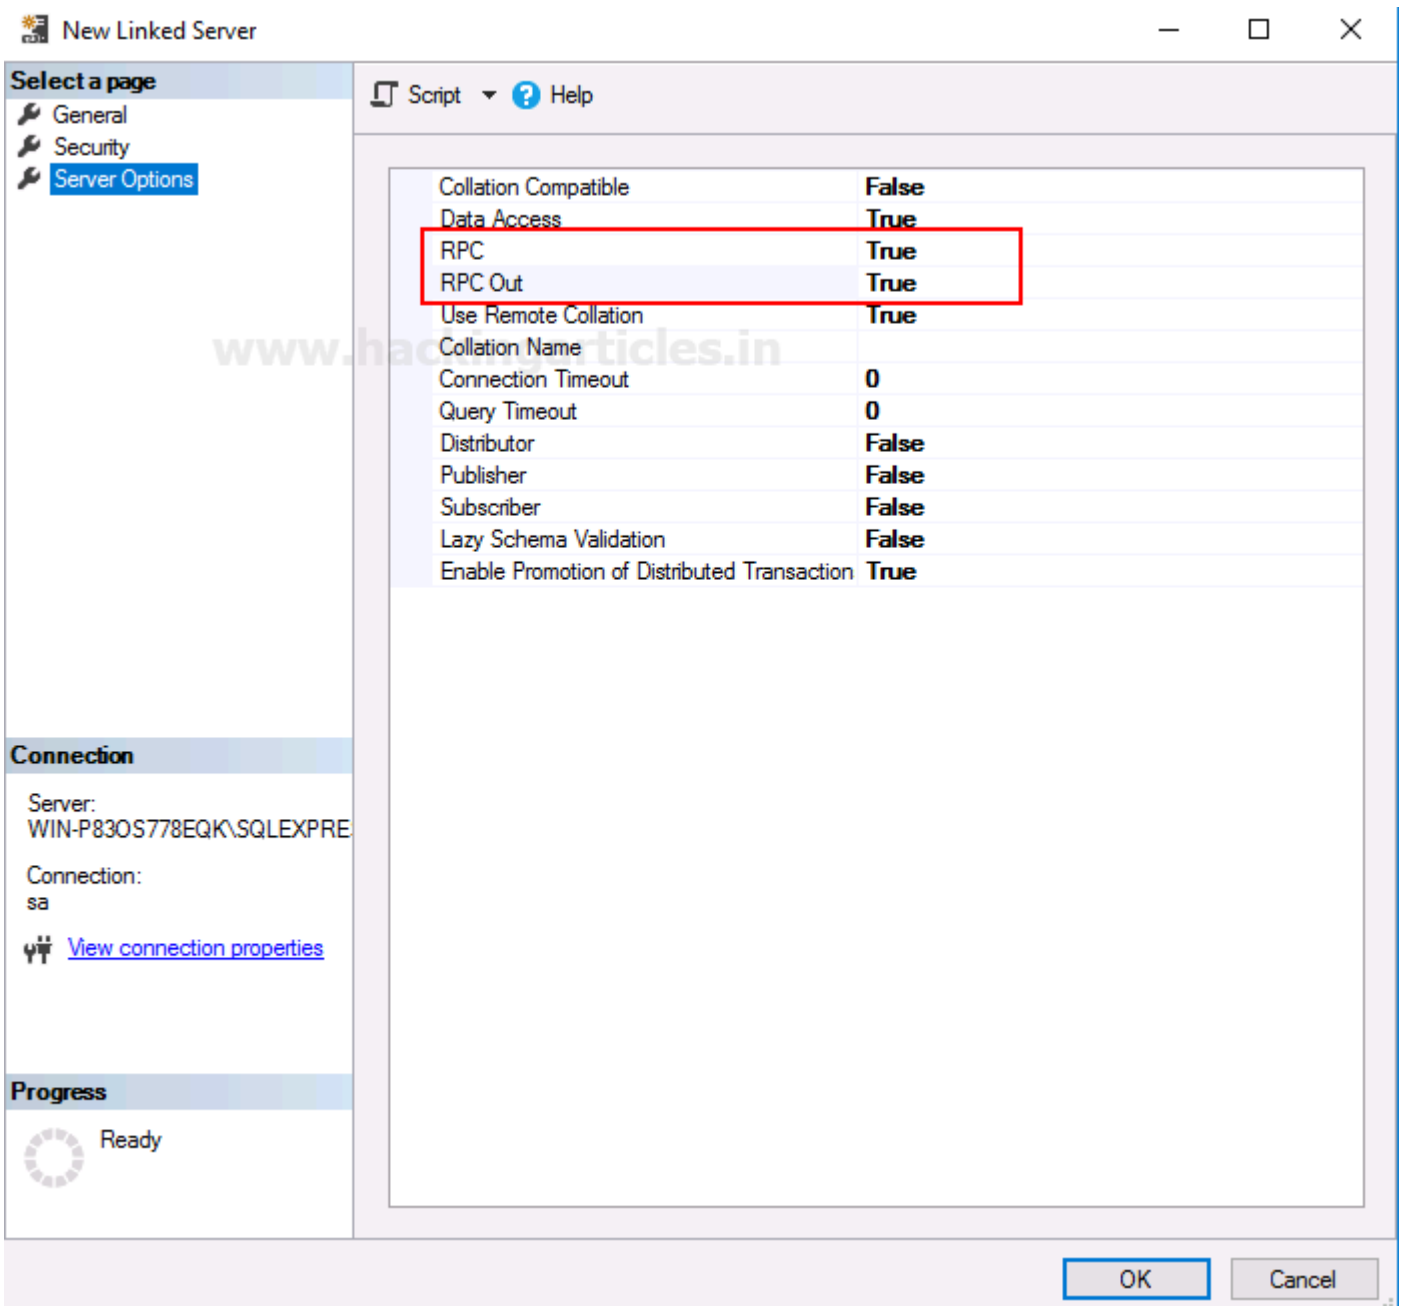 New Linked Server
Select a page
General
Security
Server Options
Script
Help
Collation Compatible False
Data Access True
RPC True
RPC Out True
Use Remote Collation True
Collation Name
Connection Timeout 0
Query Timeout 0
Distributor False
Publisher False
Subscriber False
Lazy Schema Validation False
Enable Promotion of Distributed Transaction True
www.hackingarticles.in
Connection
Server:
WIN-P83OS778EQK\SQLEXPRE
Connection:
sa
View connection properties
Progress
Ready
OK
Cancel